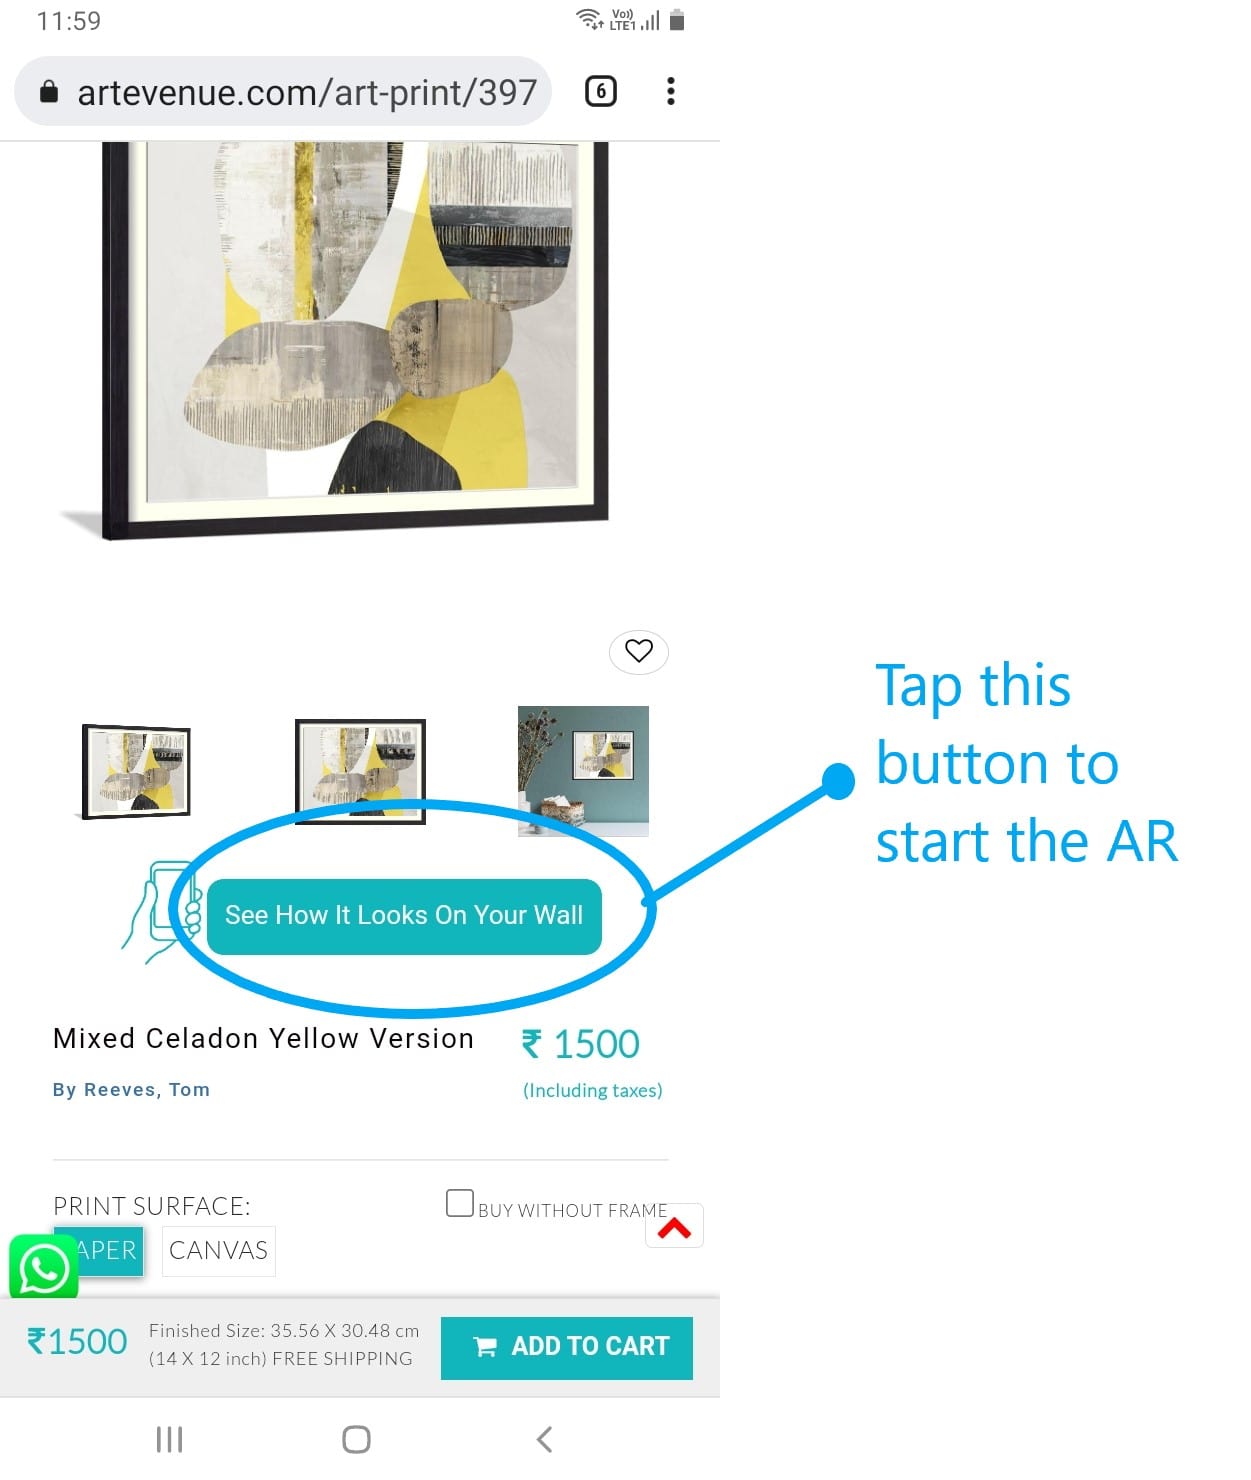 11:59
Vo)) LTE1
artevenue.com/art-print/397
6
Tap this
button to
start the AR
See How It Looks On Your Wall
Mixed Celadon Yellow Version
₹ 1500
By Reeves, Tom
(Including taxes)
PRINT SURFACE:
BUY WITHOUT FRAME
APER
CANVAS
₹1500
Finished Size: 35.56 X 30.48 cm
(14 X 12 inch) FREE SHIPPING
ADD TO CART